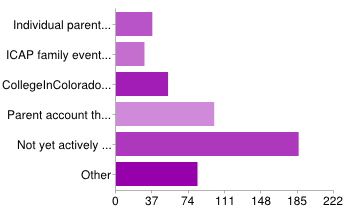 Individual parent...
ICAP family event...
CollegeInColorado...
Parent account th...
Not yet actively ...
Other
0 37 74 111 148 185 222